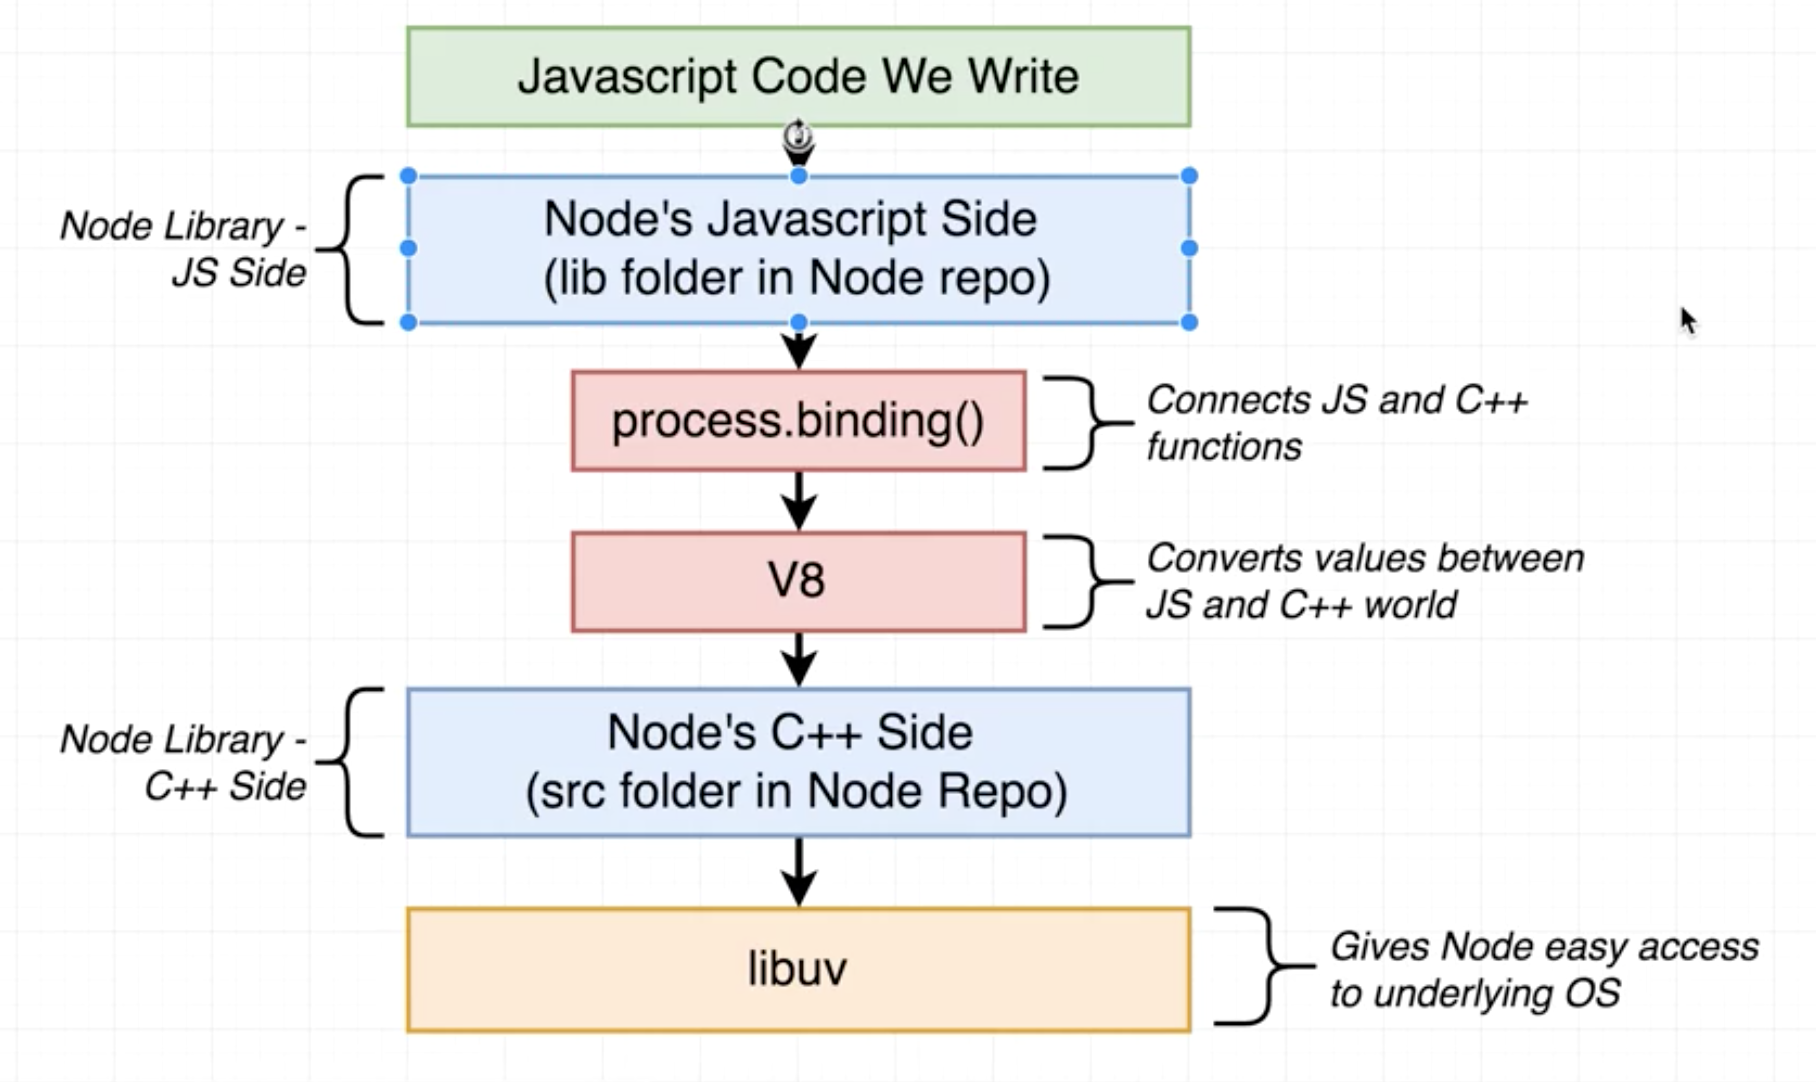 Javascript Code We Write
Node Library -
JS Side
Node's Javascript Side
(lib folder in Node repo)
process.binding()
Connects JS and C++
functions
V8
Converts values between
JS and C++ world
Node Library -
C++ Side
Node's C++ Side
(src folder in Node Repo)
libuv
Gives Node easy access
to underlying OS